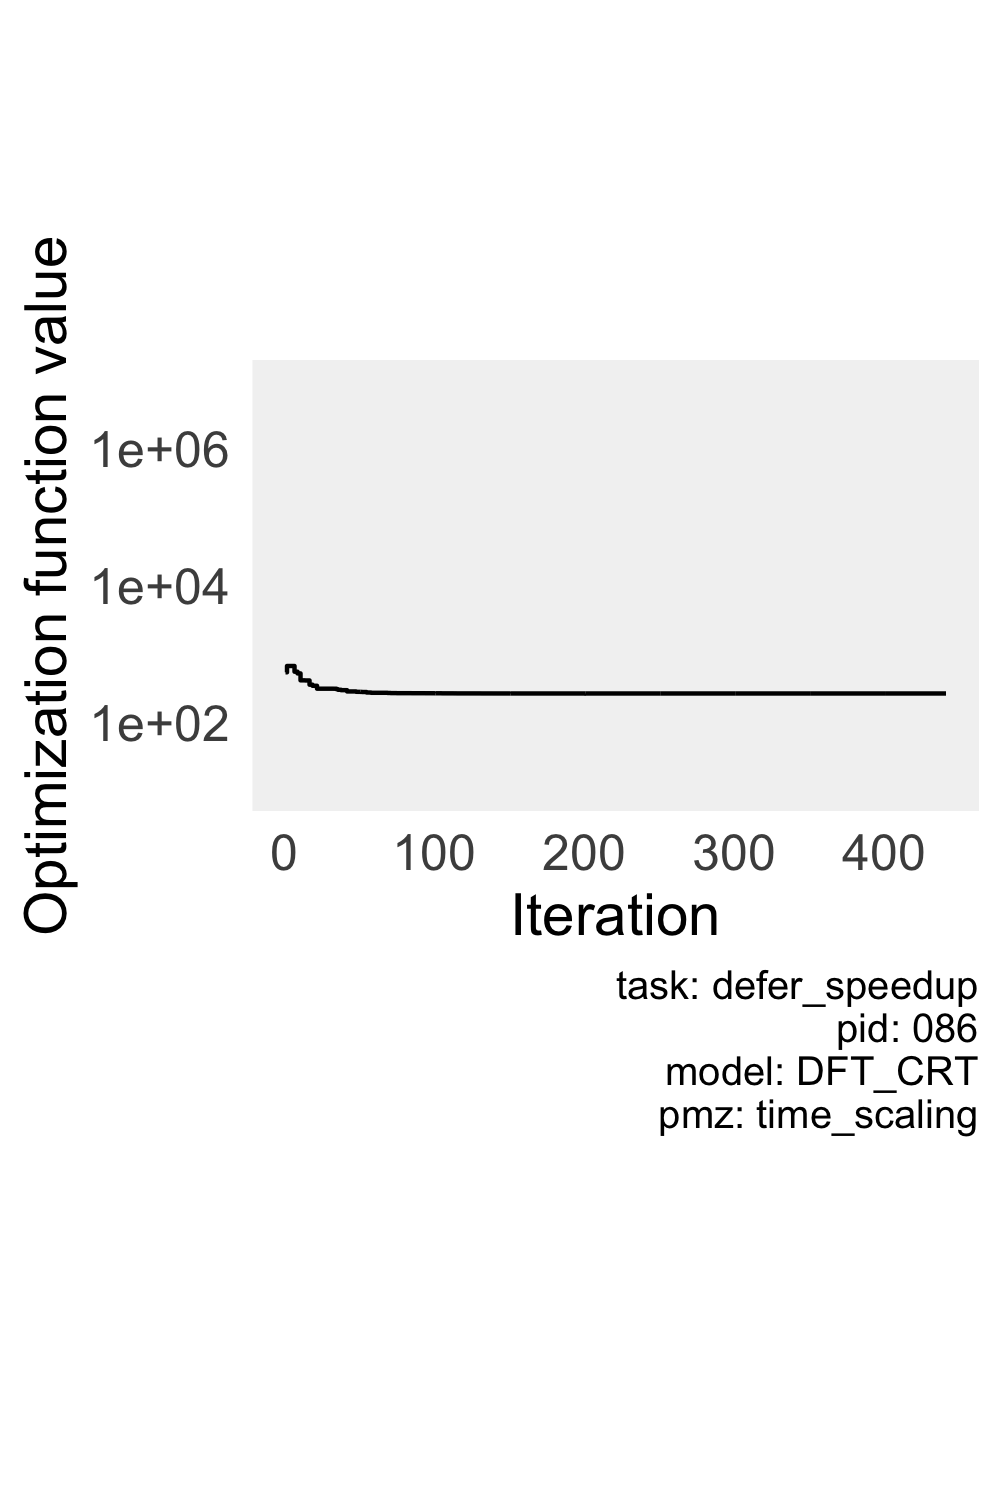 Optimization function value
1e+06
1e+04
1e+02
0 100 200 300 400
Iteration
task: defer_speedup
pid: 086
model: DFT_CRT
pmz: time_scaling